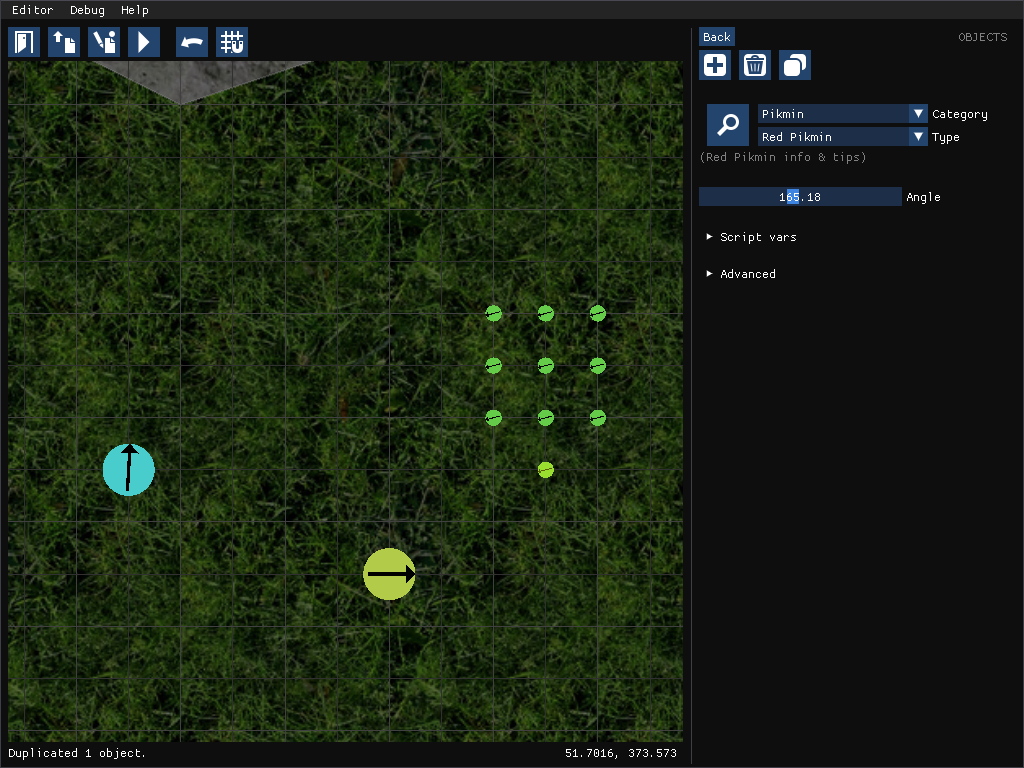 Editor Debug Help
Back OBJECTS
Pikmin Category
Red Pikmin Type
(Red Pikmin info & tips)
165.18 Angle
Script vars
Advanced
Duplicated 1 object. 51.7016, 373.573